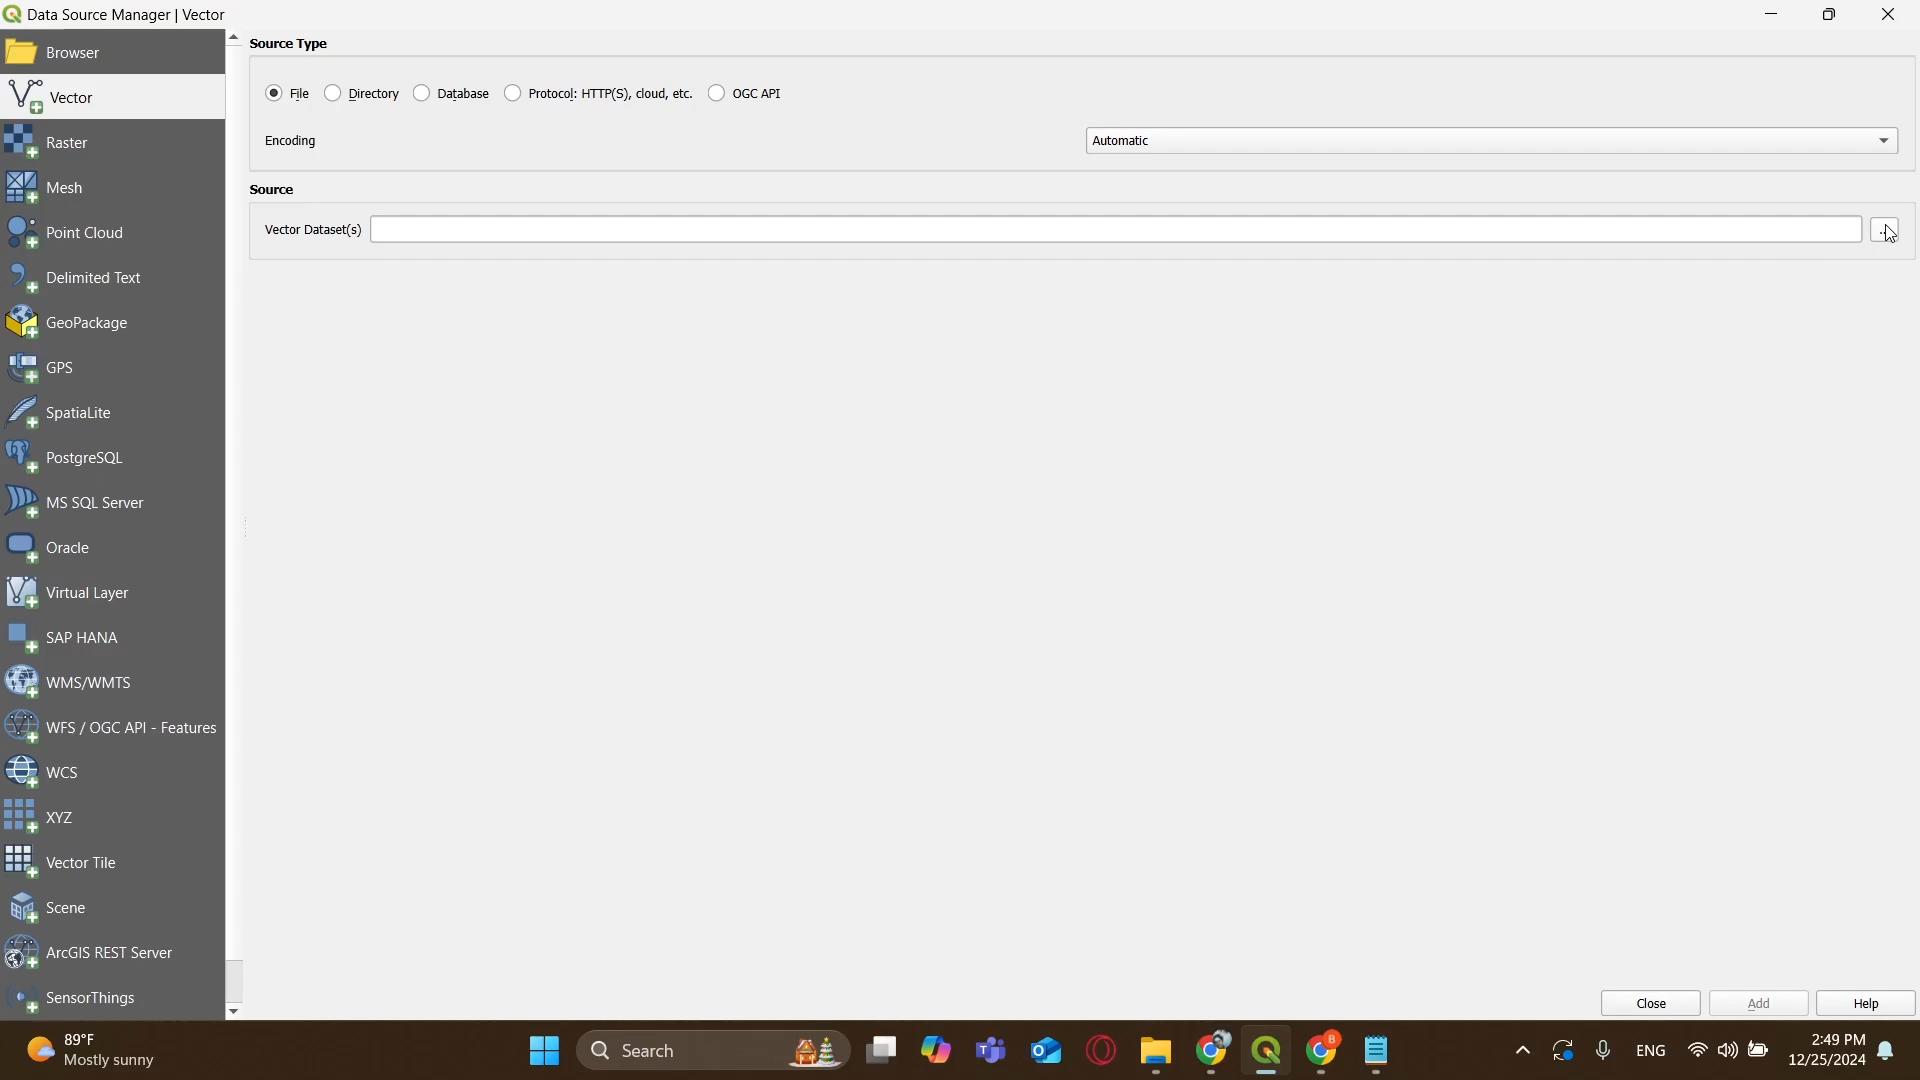 Data Source Manager | Vector
Browser
Vector
Raster
Mesh
Point Cloud
Delimited Text
GeoPackage
GPS
SpatiaLite
PostgreSQL
MS SQL Server
Oracle
Virtual Layer
SAP HANA
WMS/WMTS
WFS / OGC API - Features
WCS
XYZ
Vector Tile
Scene
ArcGIS REST Server
SensorThings
Source Type
File Directory Database Protocol: HTTP(S), cloud, etc. OGC API
Encoding Automatic
Source
Vector Dataset(s)
Close Add Help
89°F
Mostly sunny
Search
B
ENG
2:49 PM
12/25/2024